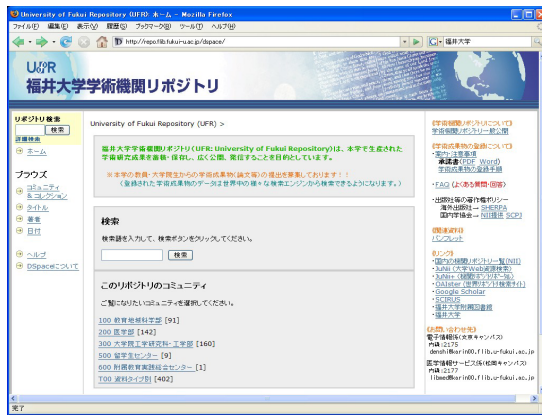 University of Fukui Repository (UFR): ホーム - Mozilla Firefox
ファイル(F) 編集(E) 表示(V) 履歴(S) ブックマーク(B) ツール(T) ヘルプ(H)
http://repo.flib.fukui-u.ac.jp/dspace/
福井大学
UoFR
福井大学学術機関リポジトリ
リポジトリ検索
検索
詳細検索
ホーム
ブラウズ
コミュニティ
& コレクション
タイトル
著者
日付
ヘルプ
DSpaceについて
University of Fukui Repository (UFR) >
福井大学学術機関リポジトリ(UFR: University of Fukui Repository)は、本学で生産された
学術研究成果を蓄積・保存し、広く公開、発信することを目的としています。
※本学の教員・大学院生からの学術成果物(論文等)の提出を募集しております!!
(登録された学術成果物のデータは世界中の様々な検索エンジンから検索できるようになります。)
検索
検索語を入力して、検索ボタンをクリックしてください。
検索
このリポジトリのコミュニティ
ご覧になりたいコミュニティを選択してください。
100 教育地域科学部 [91]
200 医学部 [142]
300 大学院工学研究科・工学部 [160]
500 留学生センター [9]
600 附属教育実践総合センター [1]
T00 資料タイプ別 [402]
《学術機関リポジトリについて》
学術機関リポジトリ一般公開
《学術成果物の登録について》
・案内・注意事項
承諾書(PDF Word)
学術成果物の登録手順
・FAQ (よくある質問・回答)
・出版社等の著作権ポリシー
海外出版社→ SHERPA
国内学協会→ NII提供 SCPJ
《関連資料》
パンフレット
《リンク》
・国内の機関リポジトリ一覧(NII)
・JuNii (大学Web資源検索)
・JuNii+ (機関リポジトリポータル)
・OAIster (世界リポジトリ検索サイト)
・Google Scholar
・SCIRUS
・福井大学附属図書館
・福井大学
《お問い合わせ先》
電子情報係(文京キャンパス)
内線:2175
denshi@karin00.flib.u-fukui.ac.jp
医学情報サービス係(松岡キャンパス)
内線:2177
libmed@karin00.flib.u-fukui.ac.jp
完了